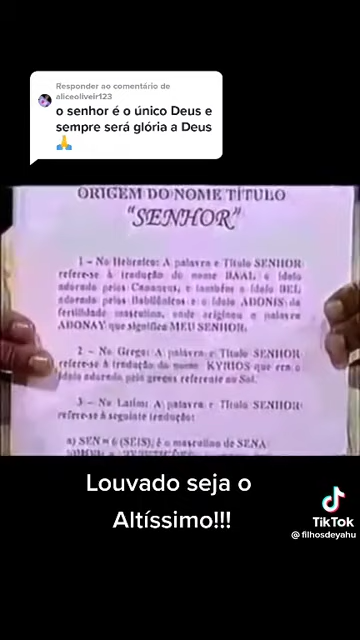 Responder ao comentário de
aliceoliveir123
o senhor é o único Deus e
sempre será glória a Deus
🙏
ORIGEM DO NOME TÍTULO
"SENHOR"
1 – No Hebraico: A palavra e Título SENHOR
refere-se à tradução do nome BAAL o ídolo
adorado pelos Cananeus, e também o ídolo BEL
adorado pelos Babilônicos e o ídolo ADONIS da
fertilidade masculina, onde originou a palavra
ADONAY que significa MEU SENHOR.
2 – No Grego: A palavra e Título SENHOR
refere-se à tradução do nome KYRIOS que era o
ídolo adorado pelos gregos referente ao Sol.
3 – No Latim: A palavra e Título SENHOR
refere-se à seguinte tradução:
a) SEN = 6 (SEIS), é o masculino de SENA
Louvado seja o
Altíssimo!!!
TikTok
@filhosdeyahu